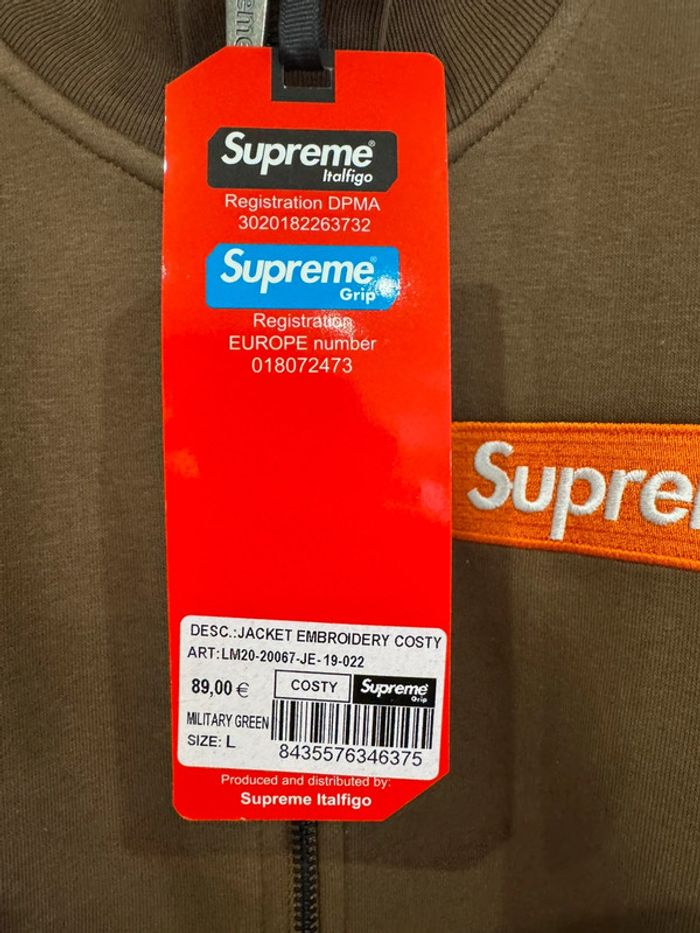 eme
Supreme®
Italfigo
Registration DPMA
3020182263732
Supreme®
Grip
Registration
EUROPE number
018072473
Supre
DESC.:JACKET EMBROIDERY COSTY
ART:LM20-20067-JE-19-022
89,00 €
COSTY
Supreme
Grip
MILITARY GREEN
SIZE: L
8435576346375
Produced and distributed by:
Supreme Italfigo